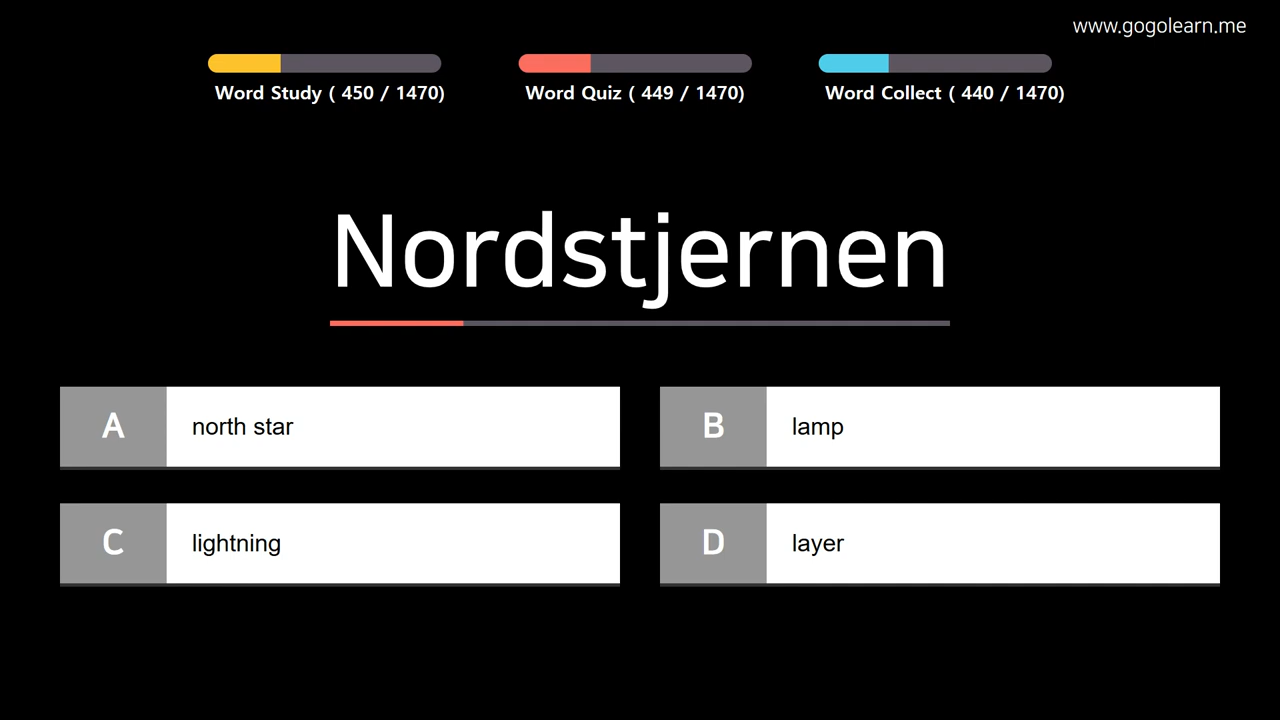 www.gogolearn.me
Word Study ( 450 / 1470) Word Quiz ( 449 / 1470) Word Collect ( 440 / 1470)
Nordstjernen
A north star
B lamp
C lightning
D layer